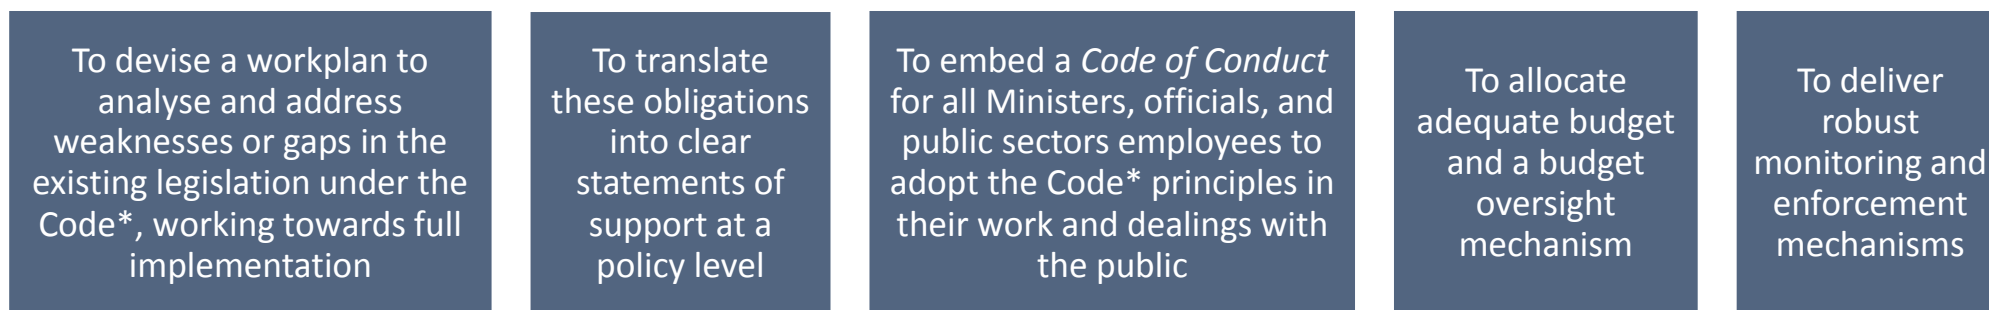 To devise a workplan to
analyse and address
weaknesses or gaps in the
existing legislation under the
Code*, working towards full
implementation
To translate
these obligations
into clear
statements of
support at a
policy level
To embed a Code of Conduct
for all Ministers, officials, and
public sectors employees to
adopt the Code* principles in
their work and dealings with
the public
To allocate
adequate budget
and a budget
oversight
mechanism
To deliver
robust
monitoring and
enforcement
mechanisms